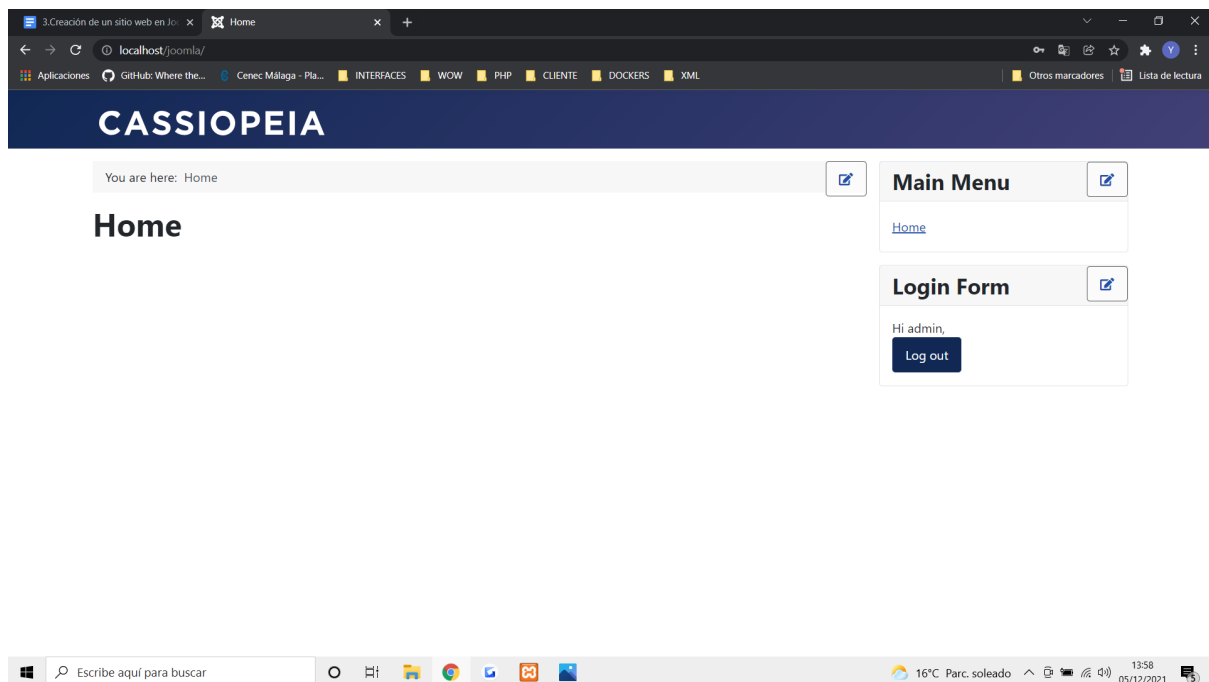 3.Creación de un sitio web en Joo
Home
localhost/joomla/
Y
Aplicaciones
GitHub: Where the...
Cenec Málaga - Pla...
INTERFACES
WOW
PHP
CLIENTE
DOCKERS
XML
Otros marcadores
Lista de lectura
CASSIOPEIA
You are here: Home
Main Menu
Home
Home
Login Form
Hi admin,
Log out
Escribe aquí para buscar
16°C Parc. soleado
13:58
05/12/2021
5